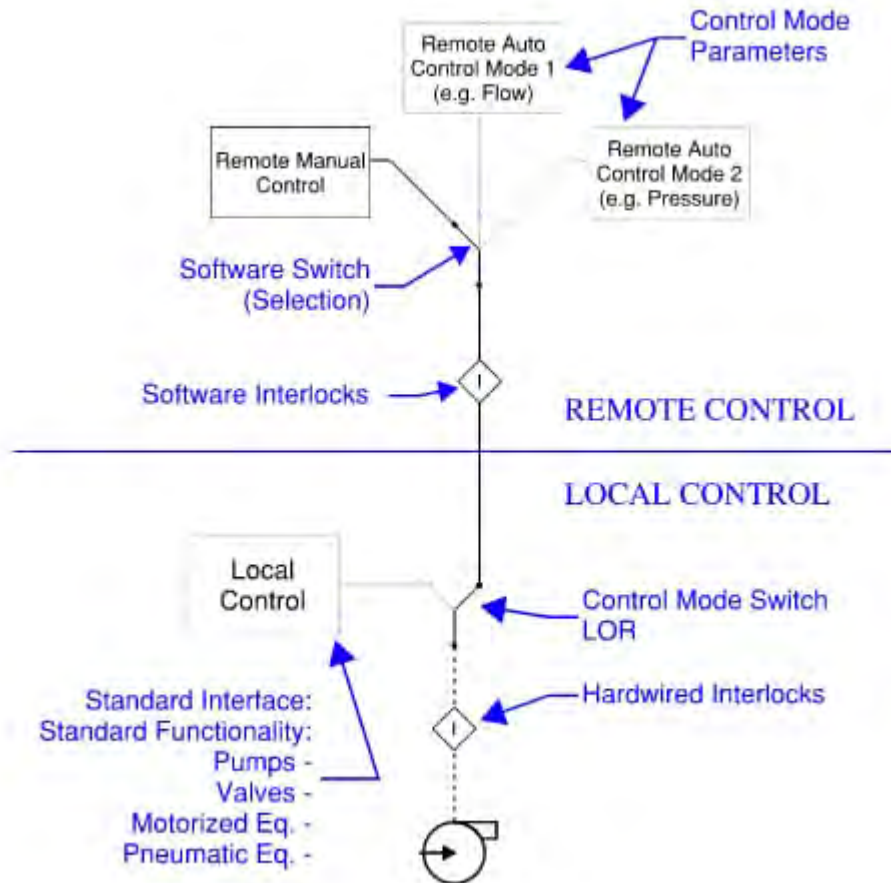 Control Mode
Parameters
Remote Auto
Control Mode 1
(e.g. Flow)
Remote Auto
Control Mode 2
(e.g. Pressure)
Remote Manual
Control
Software Switch
(Selection)
Software Interlocks
I
REMOTE CONTROL
LOCAL CONTROL
Local
Control
Control Mode Switch
LOR
Hardwired Interlocks
I
Standard Interface:
Standard Functionality:
Pumps -
Valves -
Motorized Eq. -
Pneumatic Eq. -